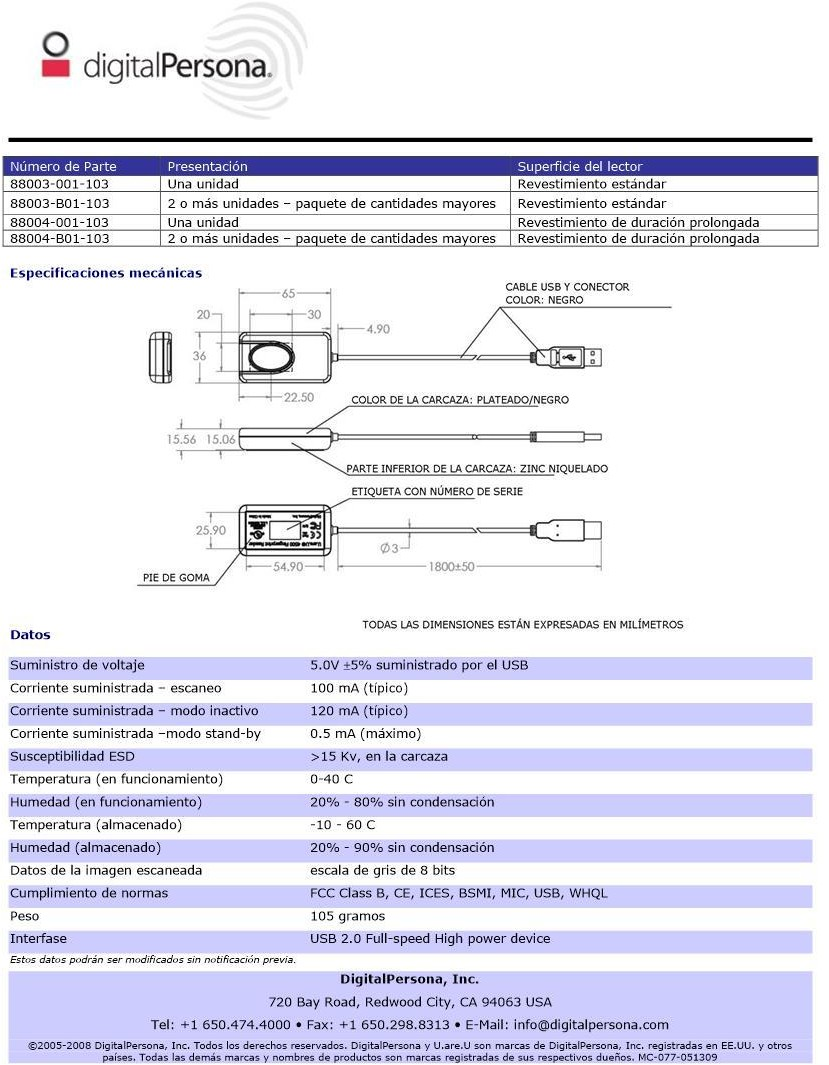 digitalPersona.
Número de Parte Presentación Superficie del lector
88003-001-103 Una unidad Revestimiento estándar
88003-B01-103 2 o más unidades – paquete de cantidades mayores Revestimiento estándar
88004-001-103 Una unidad Revestimiento de duración prolongada
88004-B01-103 2 o más unidades – paquete de cantidades mayores Revestimiento de duración prolongada
Especificaciones mecánicas
CABLE USB Y CONECTOR
COLOR: NEGRO
65
20
30
4.90
36
22.50
COLOR DE LA CARCAZA: PLATEADO/NEGRO
15.56 15.06
PARTE INFERIOR DE LA CARCAZA: ZINC NIQUELADO
ETIQUETA CON NÚMERO DE SERIE
25.90
Ø3
54.90
1800±50
PIE DE GOMA
TODAS LAS DIMENSIONES ESTÁN EXPRESADAS EN MILÍMETROS
Datos
Suministro de voltaje 5.0V ±5% suministrado por el USB
Corriente suministrada – escaneo 100 mA (típico)
Corriente suministrada – modo inactivo 120 mA (típico)
Corriente suministrada –modo stand-by 0.5 mA (máximo)
Susceptibilidad ESD >15 Kv, en la carcaza
Temperatura (en funcionamiento) 0-40 C
Humedad (en funcionamiento) 20% - 80% sin condensación
Temperatura (almacenado) -10 - 60 C
Humedad (almacenado) 20% - 90% sin condensación
Datos de la imagen escaneada escala de gris de 8 bits
Cumplimiento de normas FCC Class B, CE, ICES, BSMI, MIC, USB, WHQL
Peso 105 gramos
Interfase USB 2.0 Full-speed High power device
Estos datos podrán ser modificados sin notificación previa.
DigitalPersona, Inc.
720 Bay Road, Redwood City, CA 94063 USA
Tel: +1 650.474.4000 • Fax: +1 650.298.8313 • E-Mail: info@digitalpersona.com
©2005-2008 DigitalPersona, Inc. Todos los derechos reservados. DigitalPersona y U.are.U son marcas de DigitalPersona, Inc. registradas en EE.UU. y otros
países. Todas las demás marcas y nombres de productos son marcas registradas de sus respectivos dueños. MC-077-051309